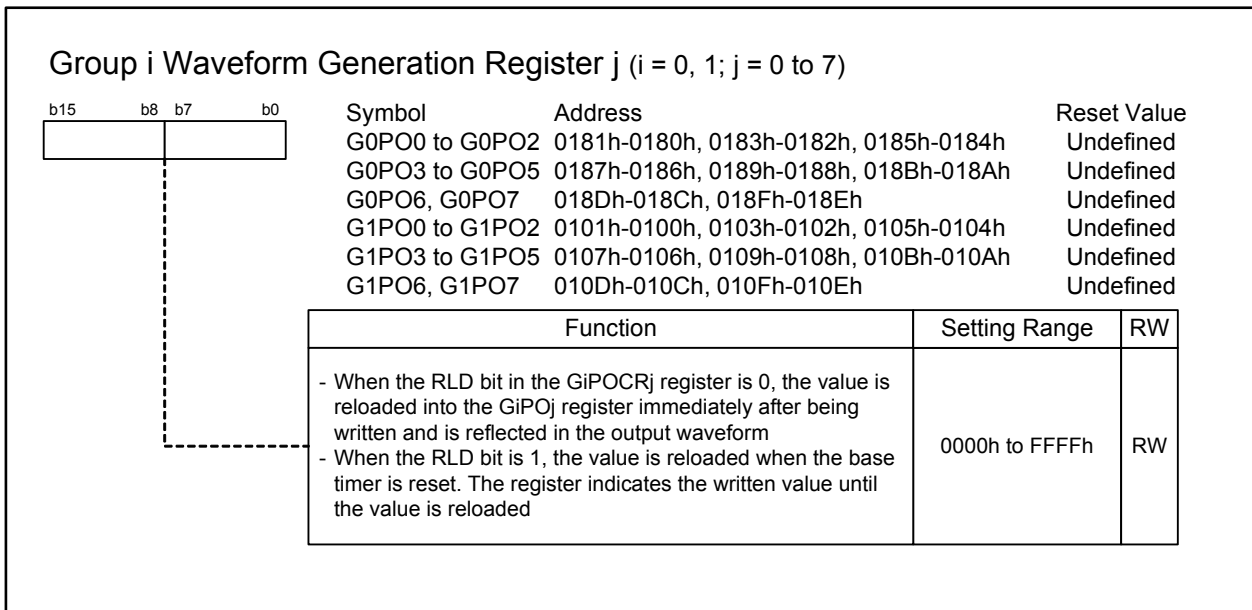 Group i Waveform Generation Register j (i = 0, 1; j = 0 to 7)
b15 b8 b7 b0
Symbol Address Reset Value
G0PO0 to G0PO2 0181h-0180h, 0183h-0182h, 0185h-0184h Undefined
G0PO3 to G0PO5 0187h-0186h, 0189h-0188h, 018Bh-018Ah Undefined
G0PO6, G0PO7 018Dh-018Ch, 018Fh-018Eh Undefined
G1PO0 to G1PO2 0101h-0100h, 0103h-0102h, 0105h-0104h Undefined
G1PO3 to G1PO5 0107h-0106h, 0109h-0108h, 010Bh-010Ah Undefined
G1PO6, G1PO7 010Dh-010Ch, 010Fh-010Eh Undefined
Function Setting Range RW
- When the RLD bit in the GiPOCRj register is 0, the value is
reloaded into the GiPOj register immediately after being
written and is reflected in the output waveform
- When the RLD bit is 1, the value is reloaded when the base
timer is reset. The register indicates the written value until
the value is reloaded
0000h to FFFFh RW